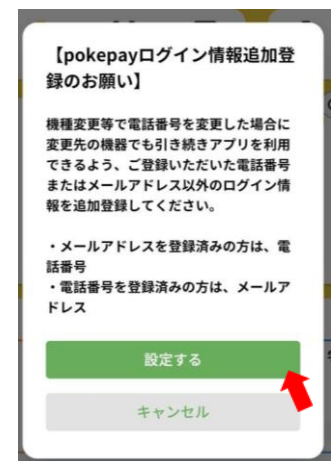 【pokepayログイン情報追加登
録のお願い】
機種変更等で電話番号を変更した場合に
変更先の機器でも引き続きアプリを利用
できるよう、ご登録いただいた電話番号
またはメールアドレス以外のログイン情
報を追加登録してください。
・メールアドレスを登録済みの方は、電
話番号
・電話番号を登録済みの方は、メールア
ドレス
設定する
キャンセル